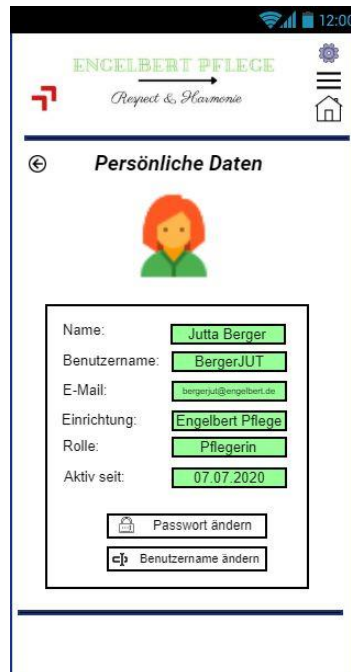 12:00
ENGELBERT PFLEGE
Respect & Harmonie
Persönliche Daten
Name: Jutta Berger
Benutzername: BergerJUT
E-Mail: bergerjut@engelbert.de
Einrichtung: Engelbert Pflege
Rolle: Pflegerin
Aktiv seit: 07.07.2020
Passwort ändern
Benutzername ändern